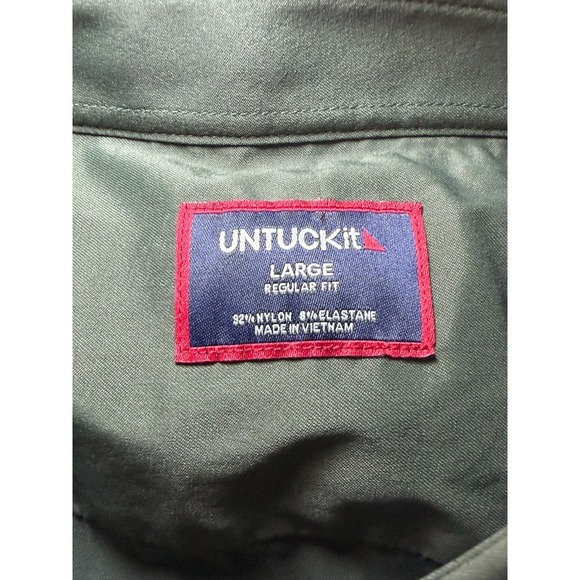 UNTUCKit
LARGE
REGULAR FIT
92% NYLON 8% ELASTANE
MADE IN VIETNAM